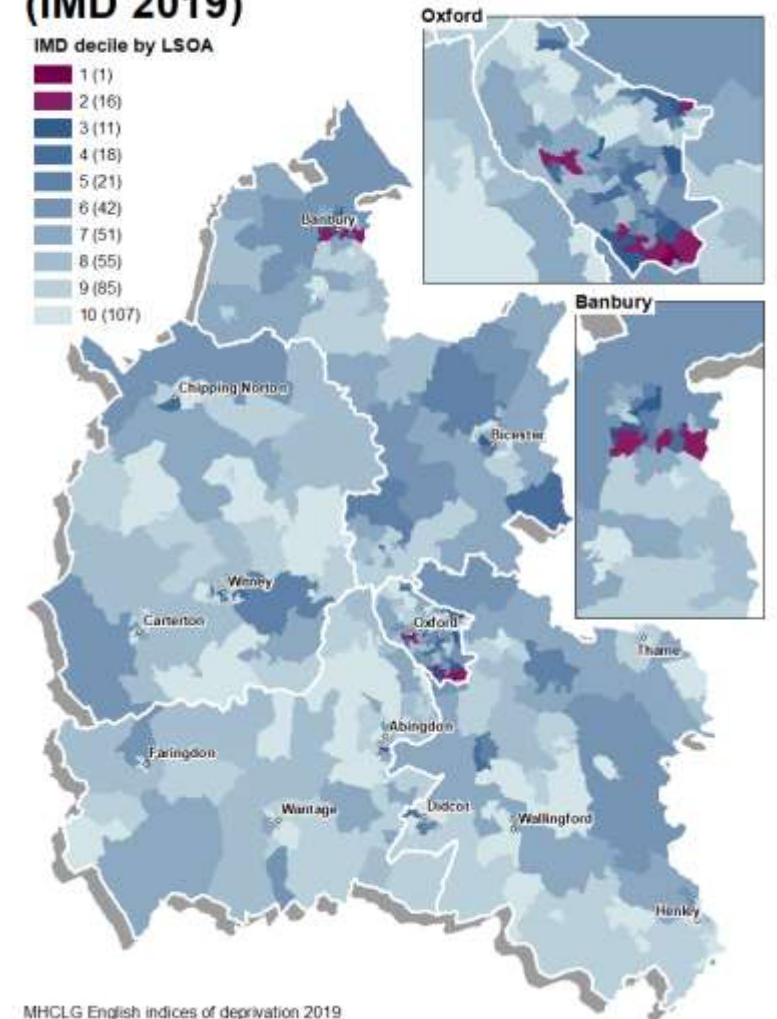 (IMD 2019)
IMD decile by LSOA
1 (1)
2 (16)
3 (11)
4 (18)
5 (21)
6 (42)
7 (51)
8 (55)
9 (85)
10 (107)
Oxford
Banbury
Banbury
Chipping Norton
Bicester
Witney
Carterton
Oxford
Thame
Abingdon
Faringdon
Wantage
Didcot
Wallingford
Henley
MHCLG English indices of deprivation 2019